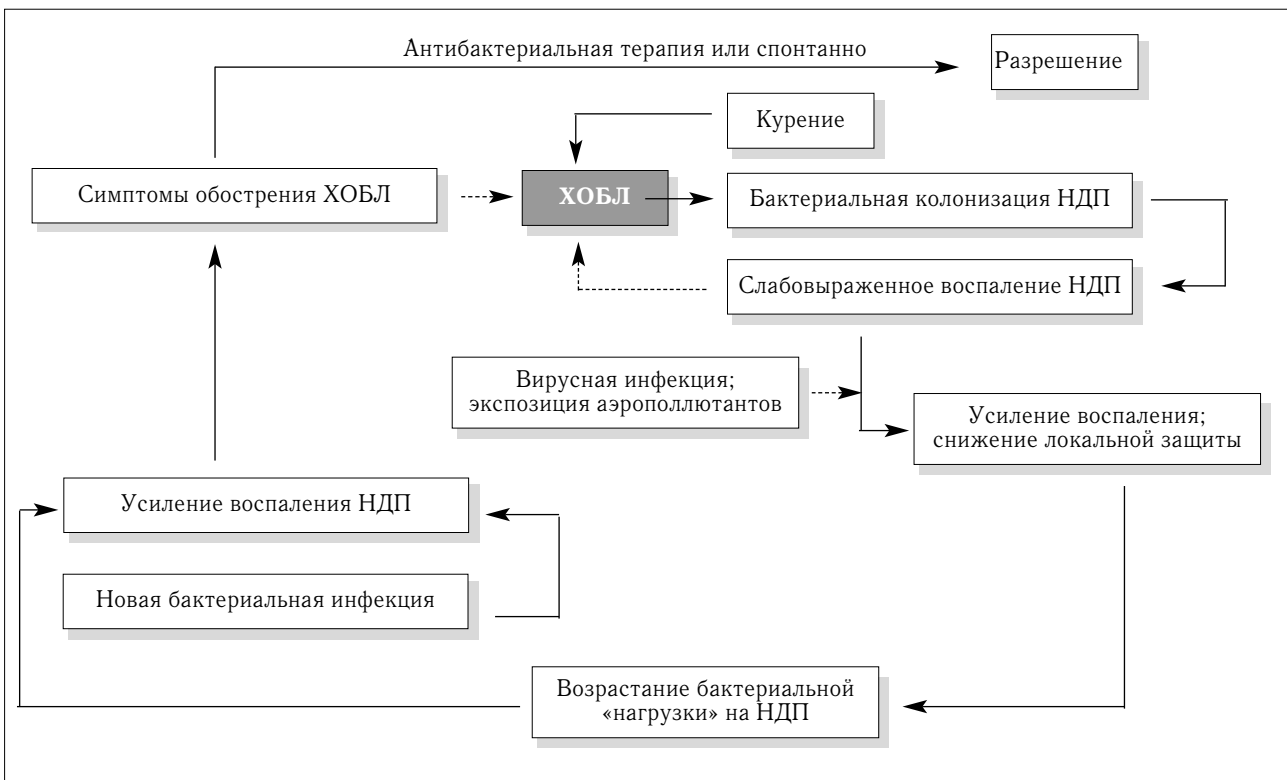 Антибактериальная терапия или спонтанно
Разрешение
Курение
Симптомы обострения ХОБЛ
ХОБЛ
Бактериальная колонизация НДП
Слабовыраженное воспаление НДП
Вирусная инфекция;
экспозиция аэрополлютантов
Усиление воспаления;
снижение локальной защиты
Усиление воспаления НДП
Новая бактериальная инфекция
Возрастание бактериальной
«нагрузки» на НДП